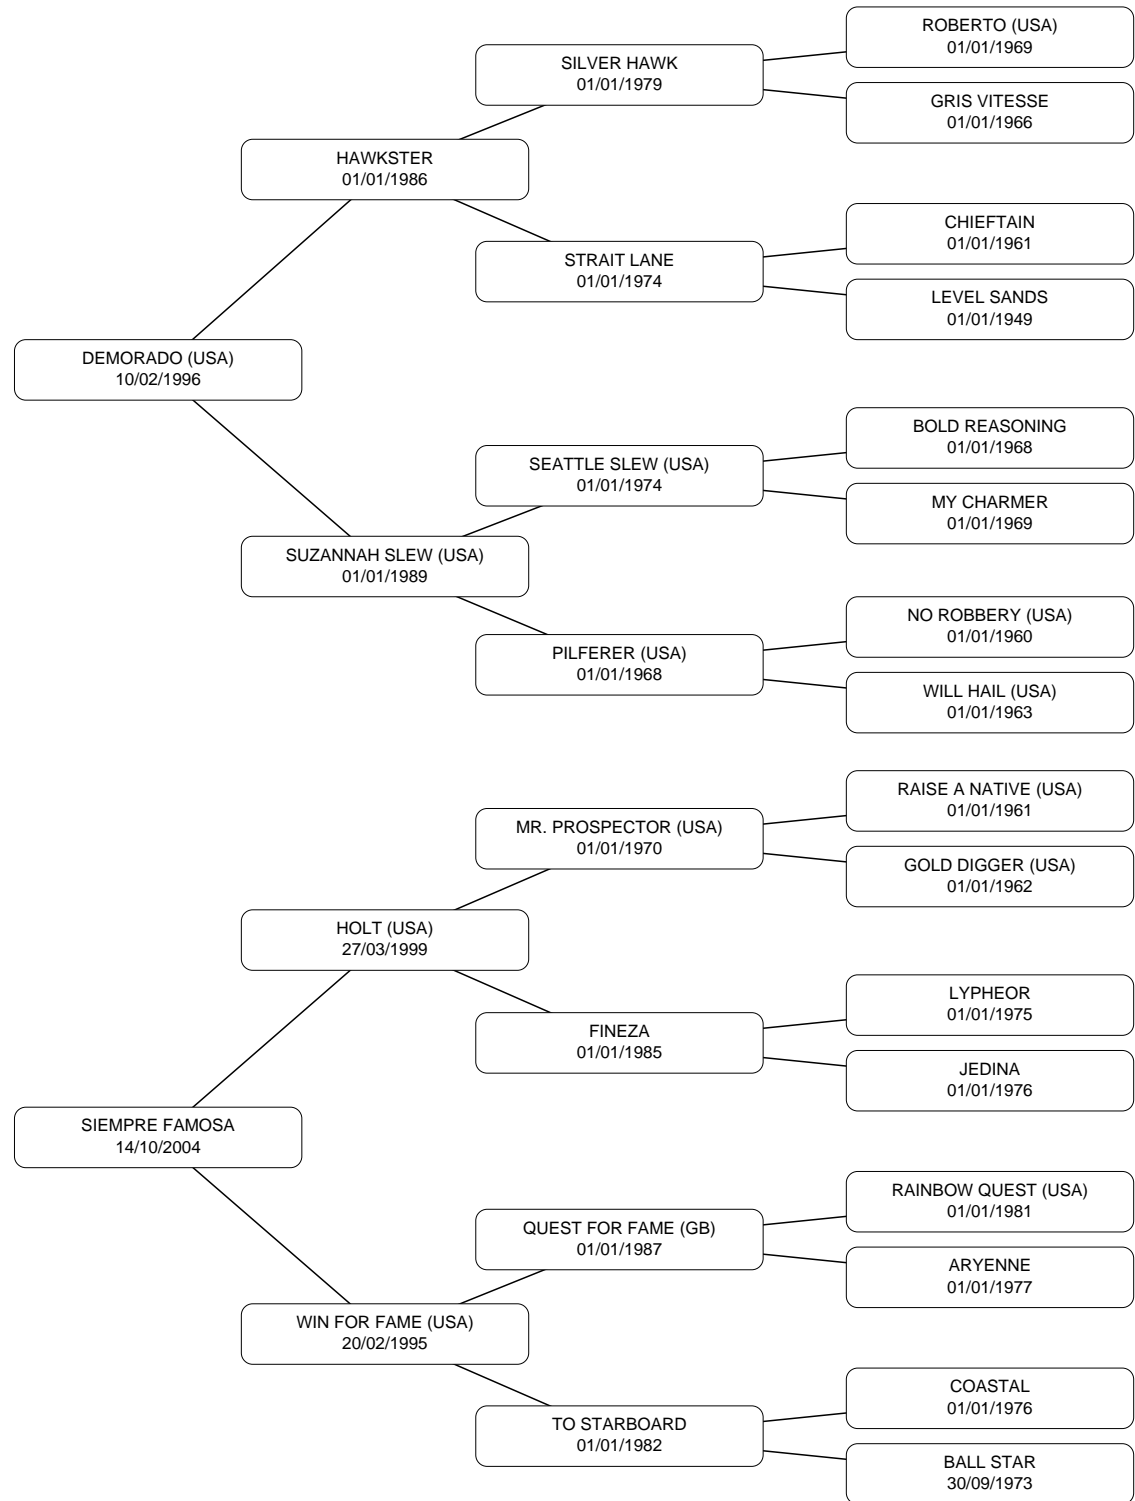 ROBERTO (USA)
01/01/1969
SILVER HAWK
01/01/1979
GRIS VITESSE
01/01/1966
HAWKSTER
01/01/1986
CHIEFTAIN
01/01/1961
STRAIT LANE
01/01/1974
LEVEL SANDS
01/01/1949
DEMORADO (USA)
10/02/1996
BOLD REASONING
01/01/1968
SEATTLE SLEW (USA)
01/01/1974
MY CHARMER
01/01/1969
SUZANNAH SLEW (USA)
01/01/1989
NO ROBBERY (USA)
01/01/1960
PILFERER (USA)
01/01/1968
WILL HAIL (USA)
01/01/1963
RAISE A NATIVE (USA)
01/01/1961
MR. PROSPECTOR (USA)
01/01/1970
GOLD DIGGER (USA)
01/01/1962
HOLT (USA)
27/03/1999
LYPHEOR
01/01/1975
FINEZA
01/01/1985
JEDINA
01/01/1976
SIEMPRE FAMOSA
14/10/2004
RAINBOW QUEST (USA)
01/01/1981
QUEST FOR FAME (GB)
01/01/1987
ARYENNE
01/01/1977
WIN FOR FAME (USA)
20/02/1995
COASTAL
01/01/1976
TO STARBOARD
01/01/1982
BALL STAR
30/09/1973